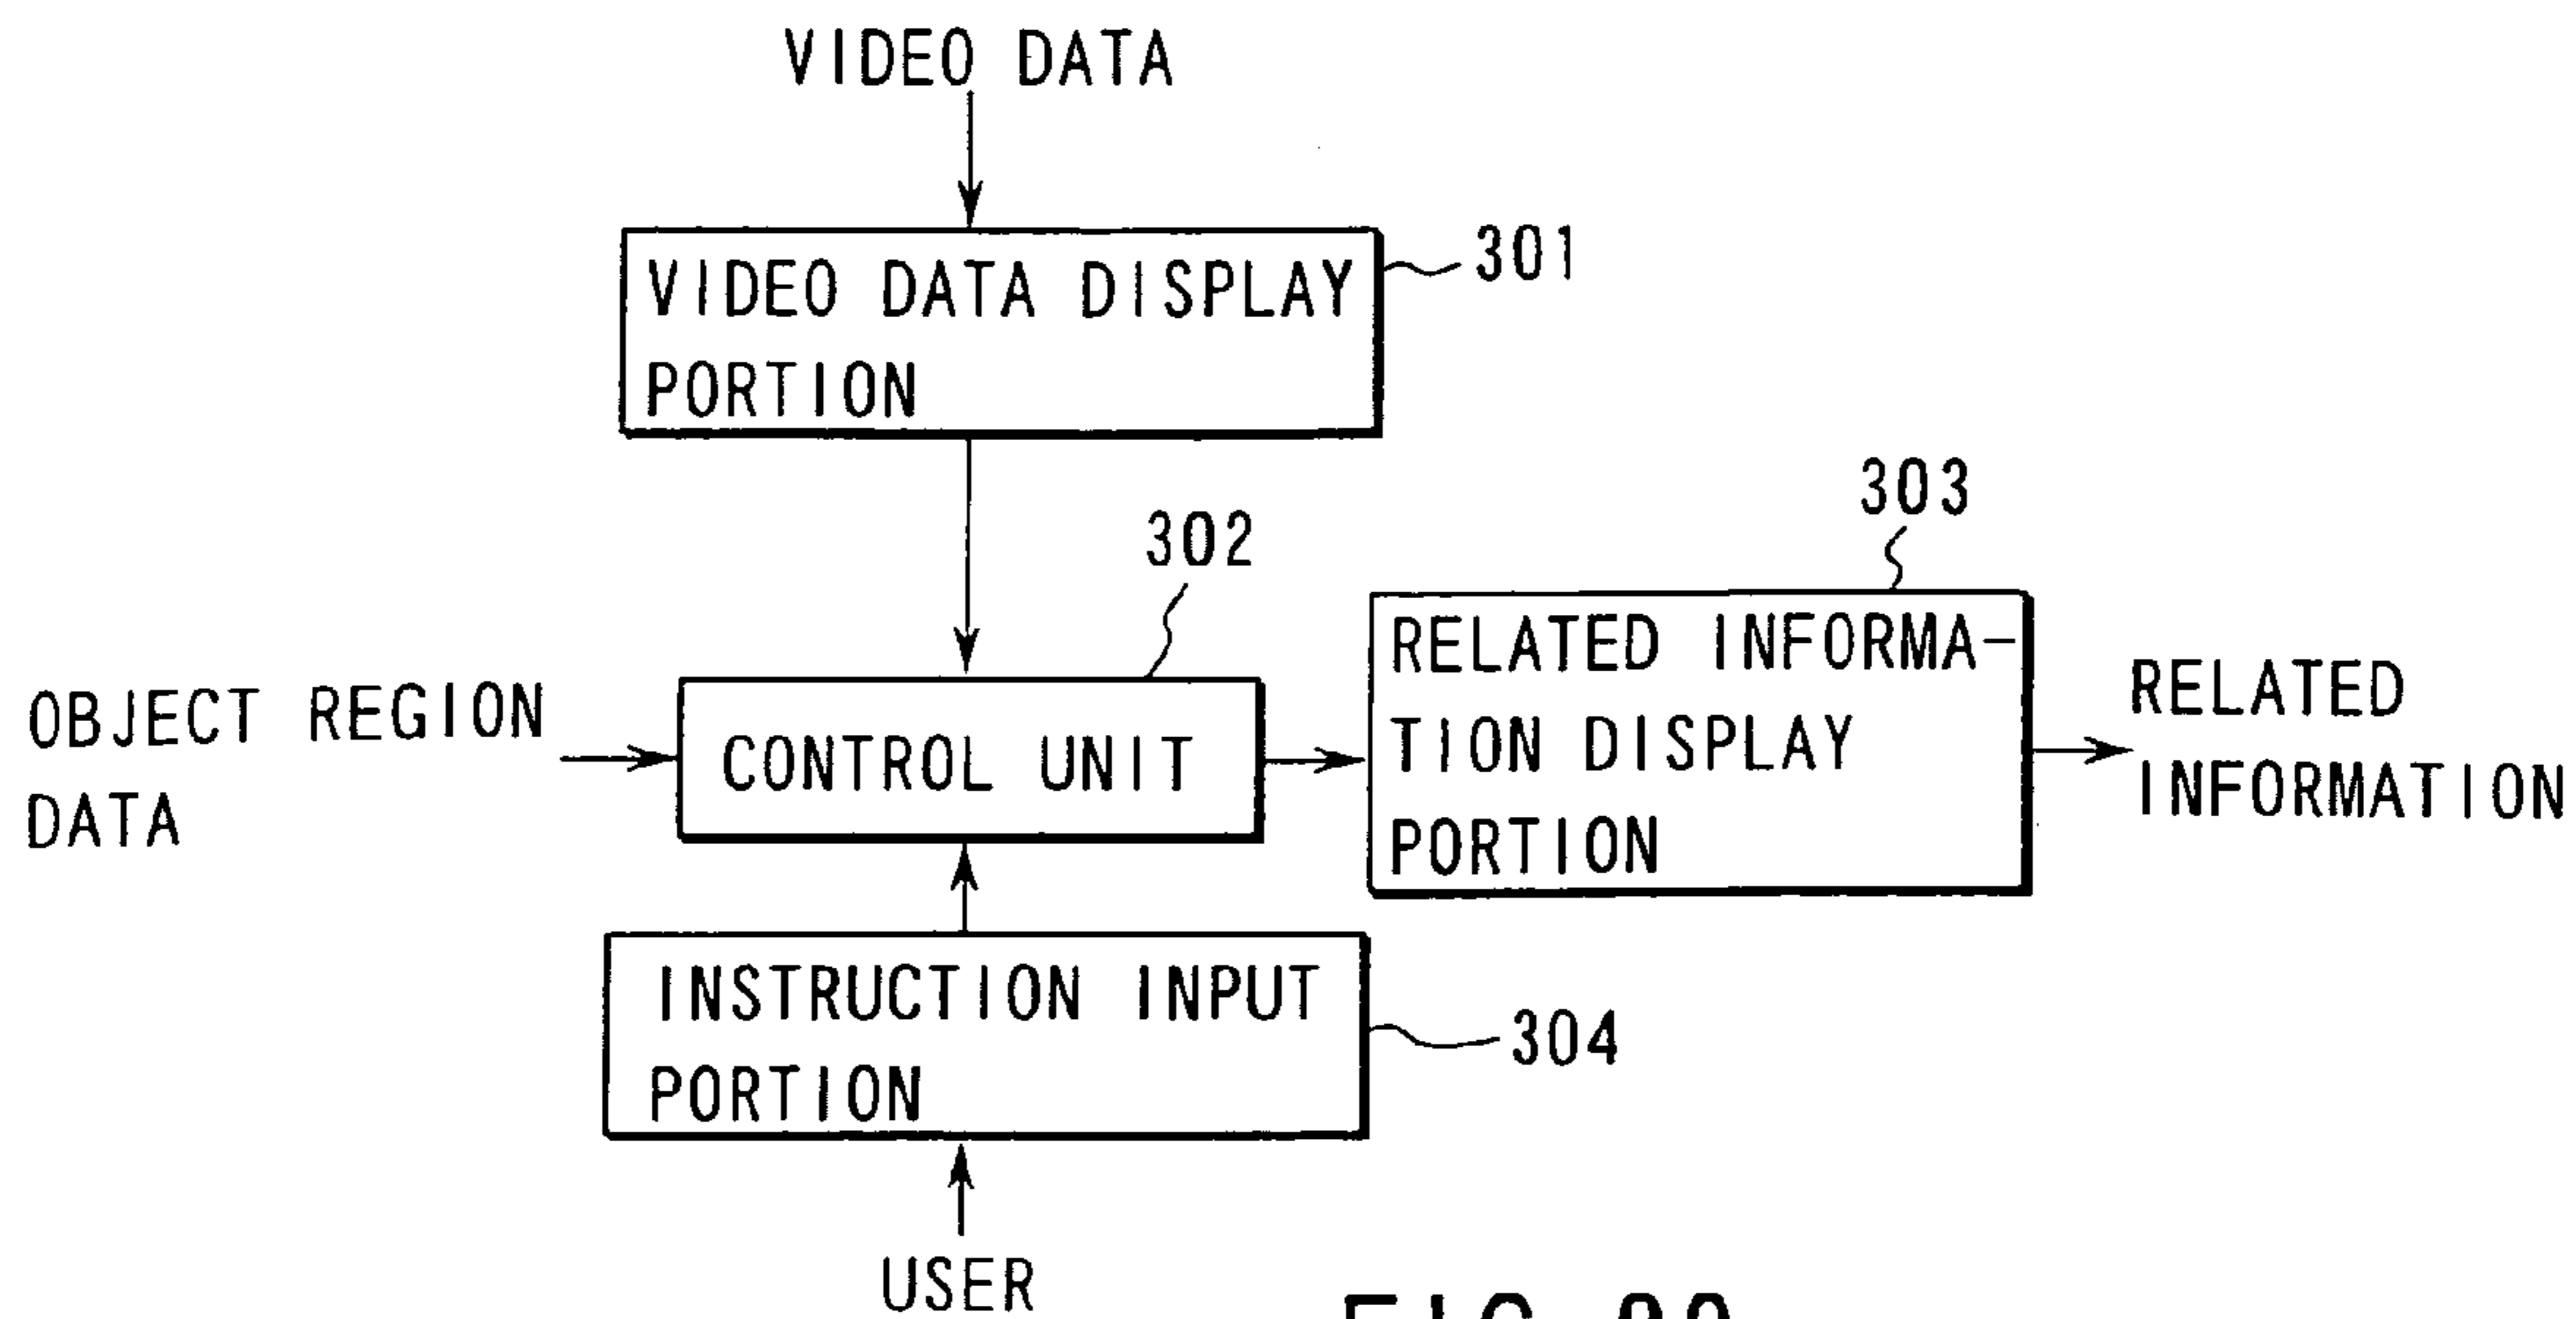 VIDEO DATA
VIDEO DATA DISPLAY
PORTION
301
302
303
OBJECT REGION
DATA
CONTROL UNIT
RELATED INFORMA-
TION DISPLAY
PORTION
RELATED
INFORMATION
INSTRUCTION INPUT
PORTION
304
USER